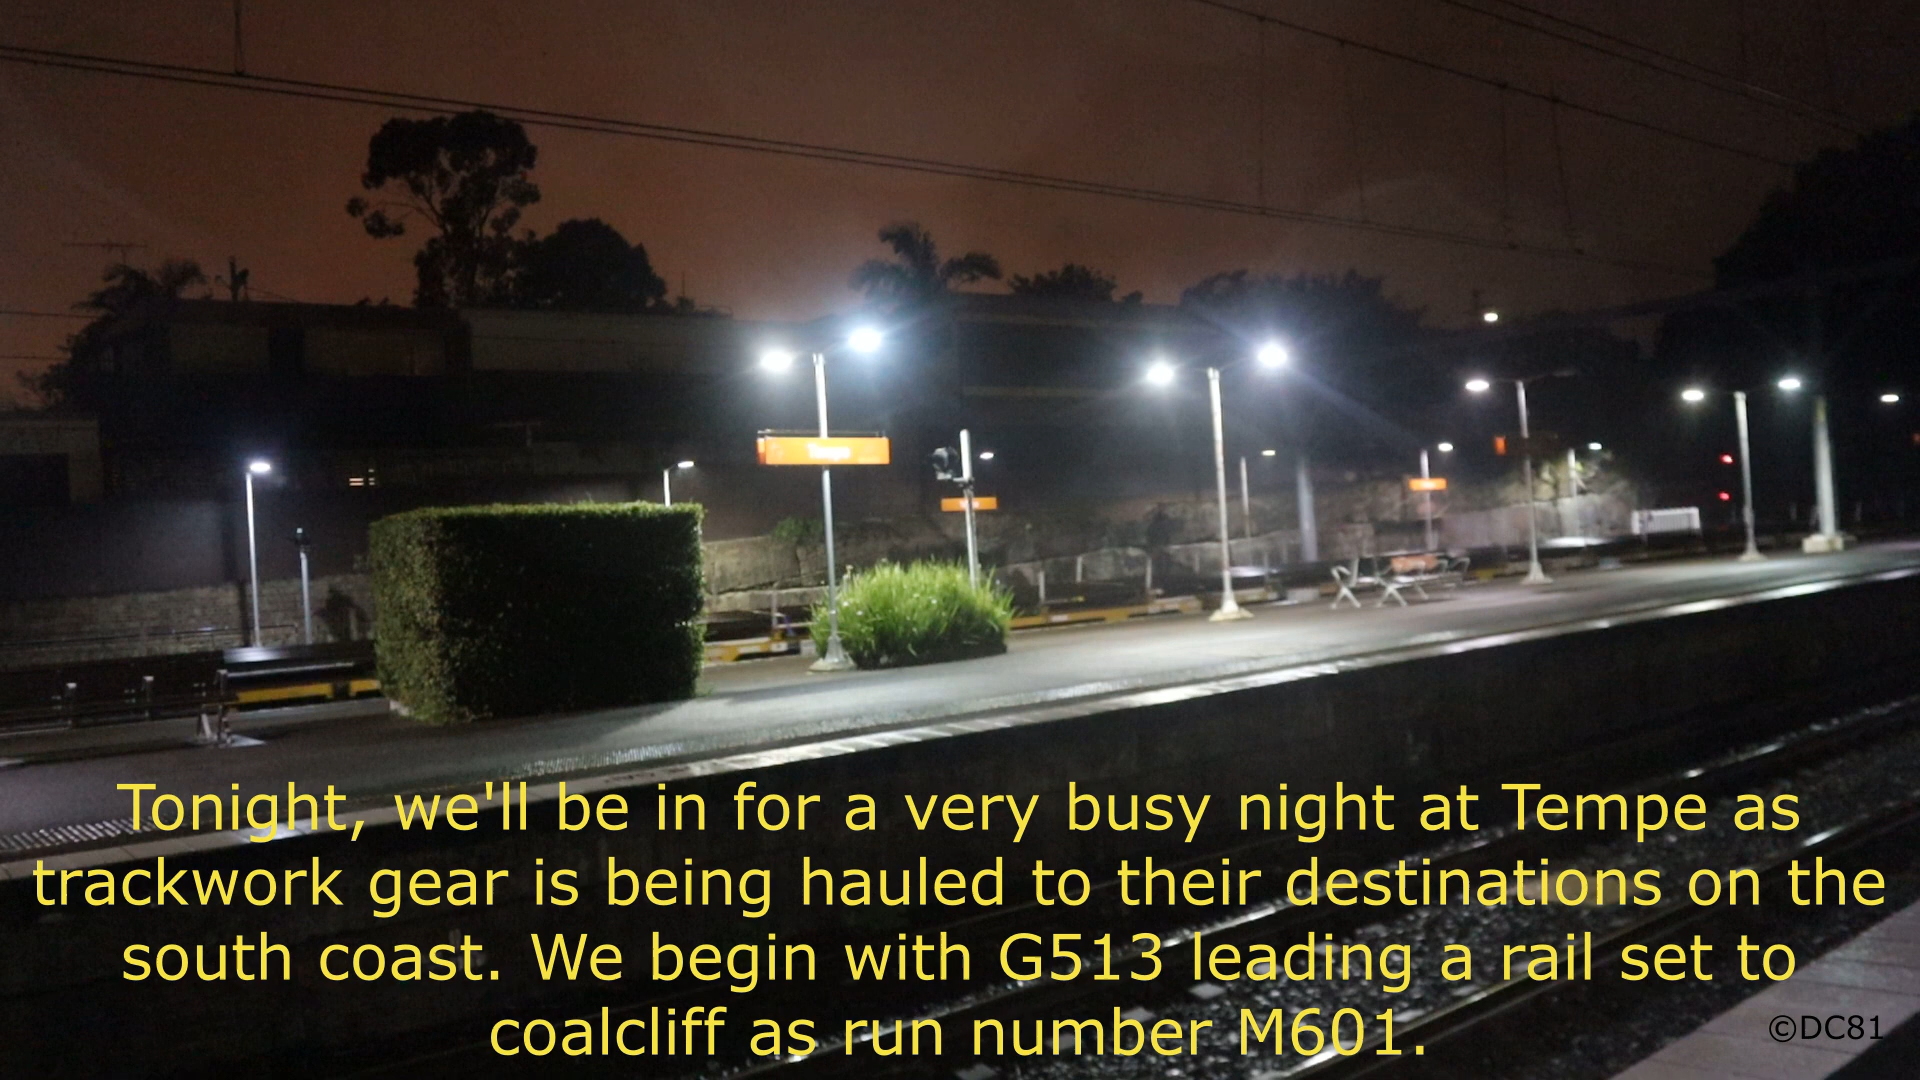 Tempe
Tonight, we'll be in for a very busy night at Tempe as
trackwork gear is being hauled to their destinations on the
south coast. We begin with G513 leading a rail set to
coalcliff as run number M601.
©DC81